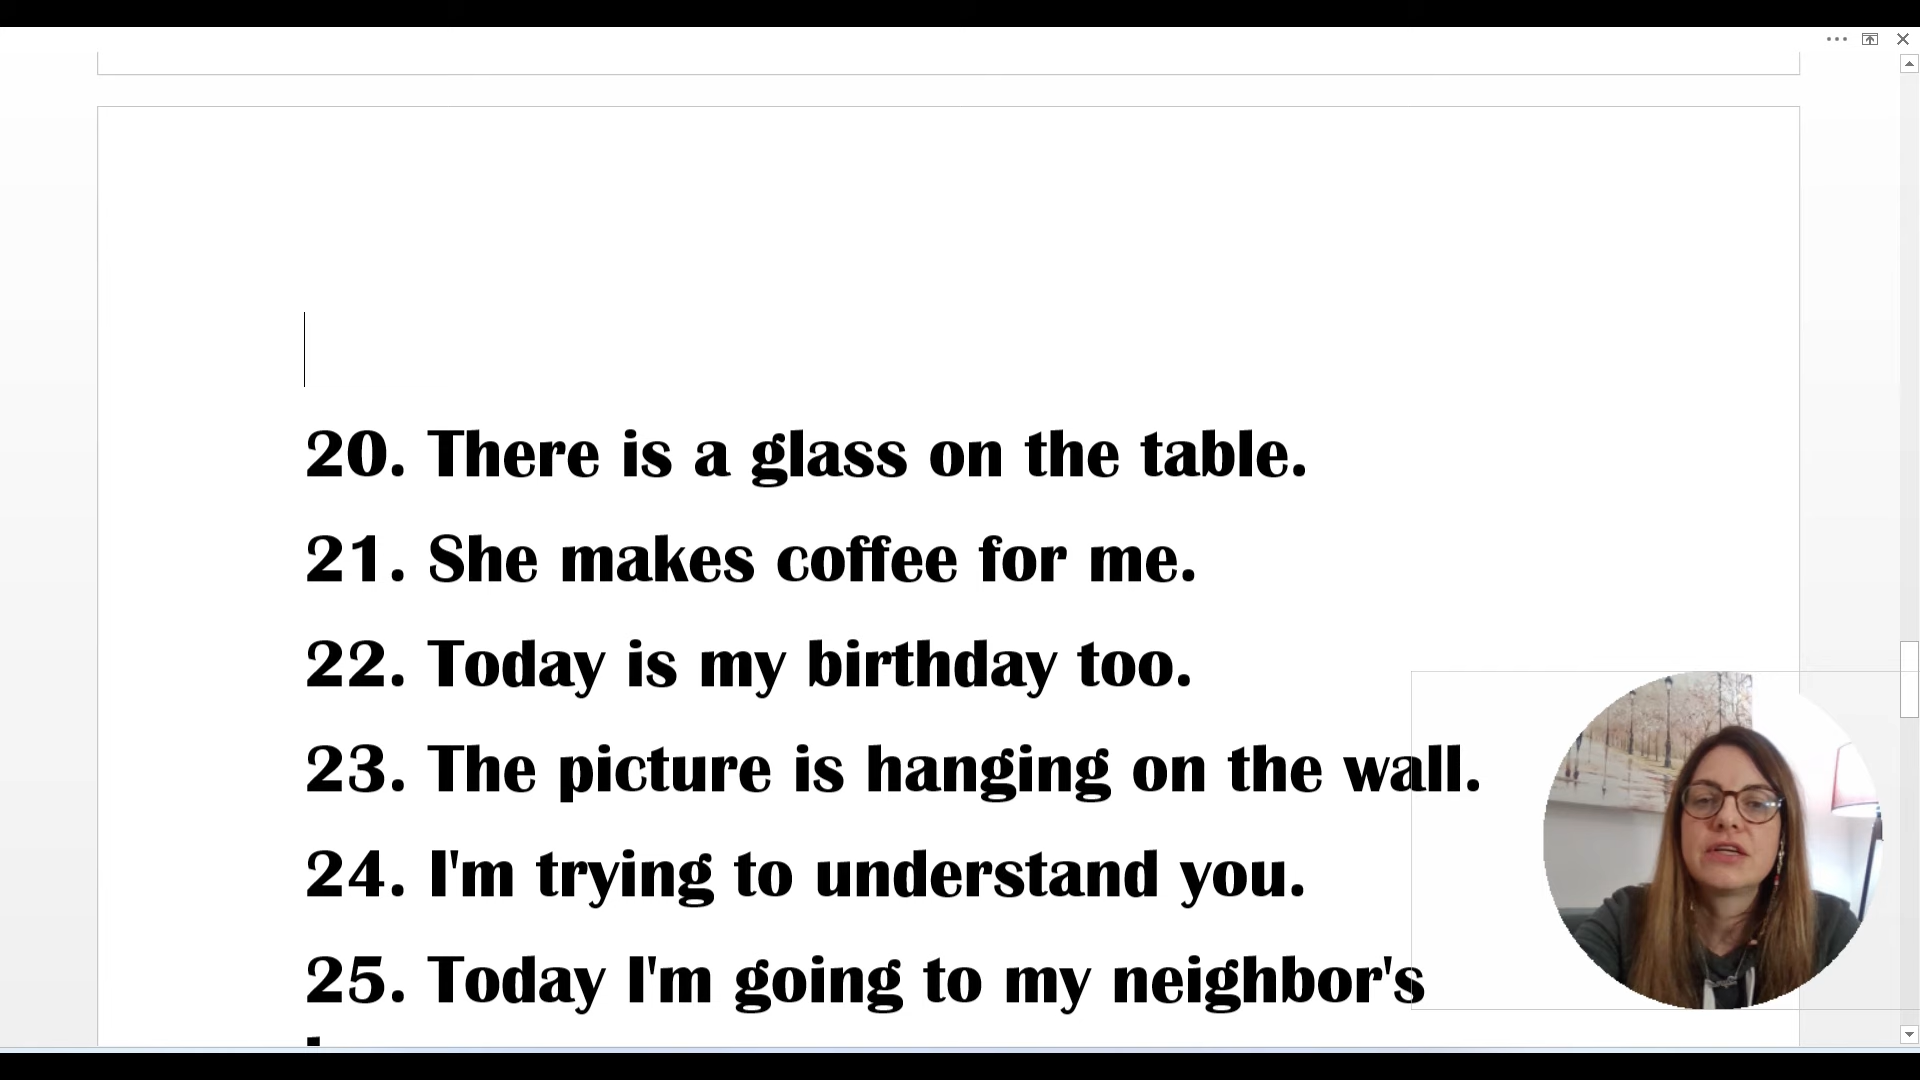 20. There is a glass on the table.
21. She makes coffee for me.
22. Today is my birthday too.
23. The picture is hanging on the wall.
24. I'm trying to understand you.
25. Today I'm going to my neighbor's